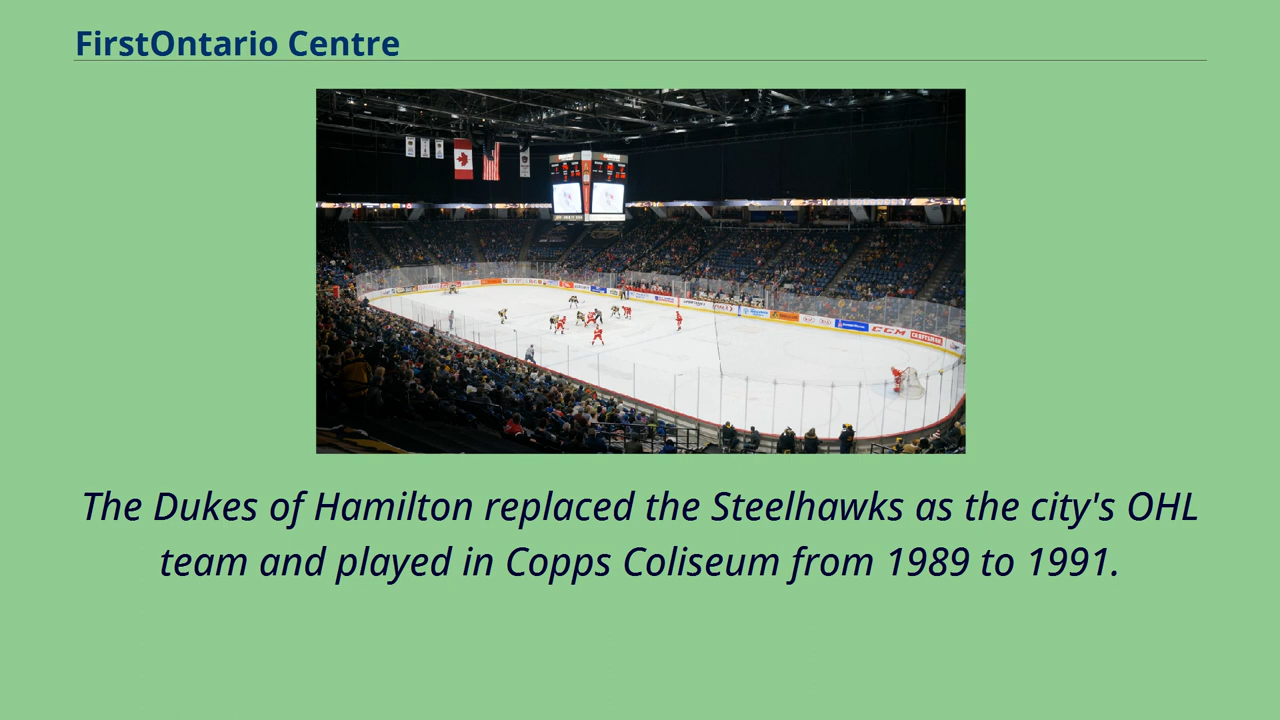 FirstOntario Centre
CCM
The Dukes of Hamilton replaced the Steelhawks as the city's OHL
team and played in Copps Coliseum from 1989 to 1991.